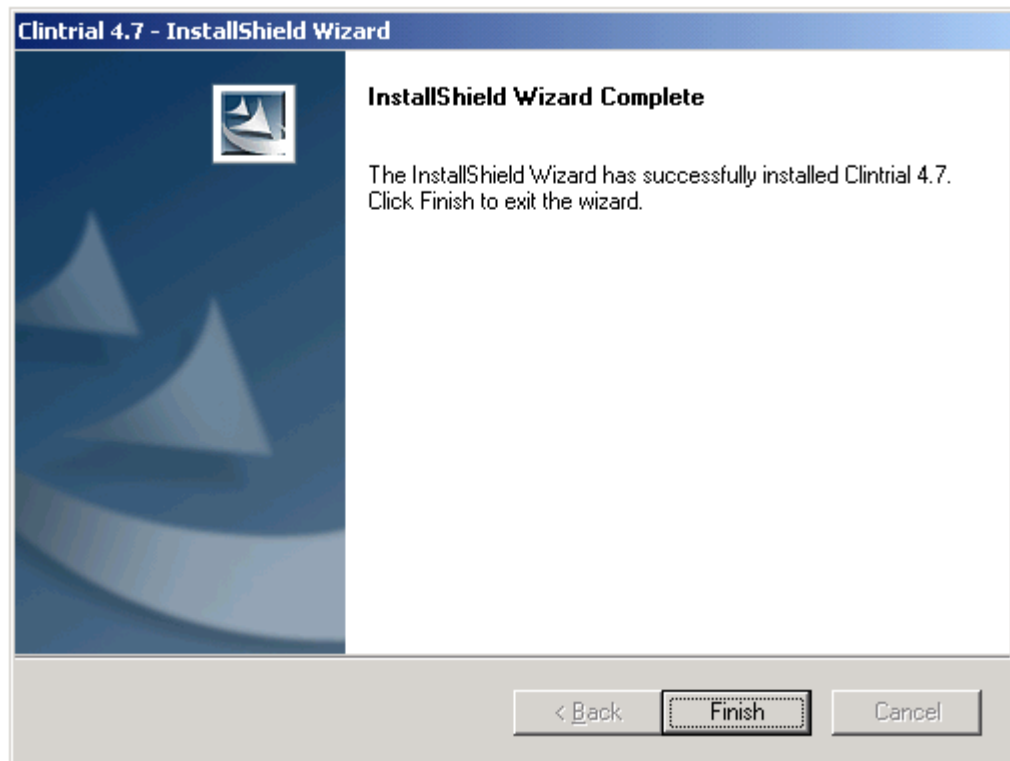 Clintrial 4.7 - InstallShield Wizard
InstallShield Wizard Complete
The InstallShield Wizard has successfully installed Clintrial 4.7.
Click Finish to exit the wizard.
< Back
Finish
Cancel